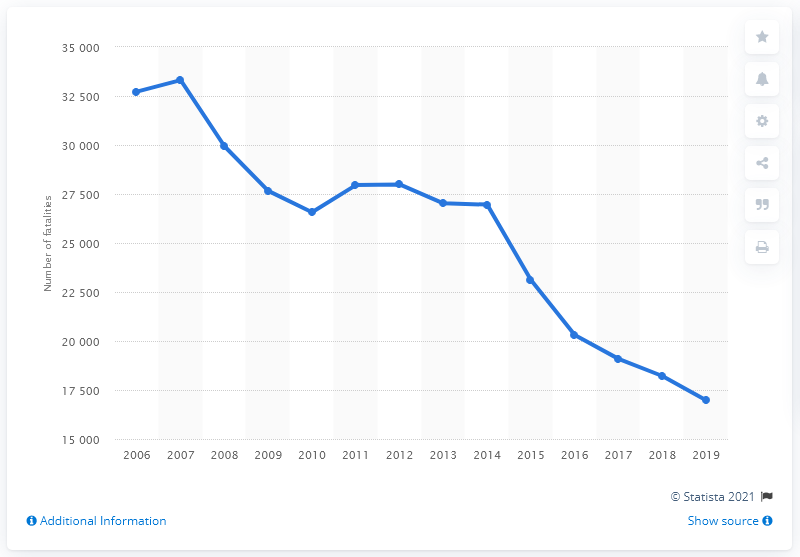 35 000
32 500
30 000
27 500
25 000
22 500
20 000
17 500
15 000
Number of fatalities
2006 2007 2008 2009 2010 2011 2012 2013 2014 2015 2016 2017 2018 2019
© Statista 2021
Additional Information
Show source